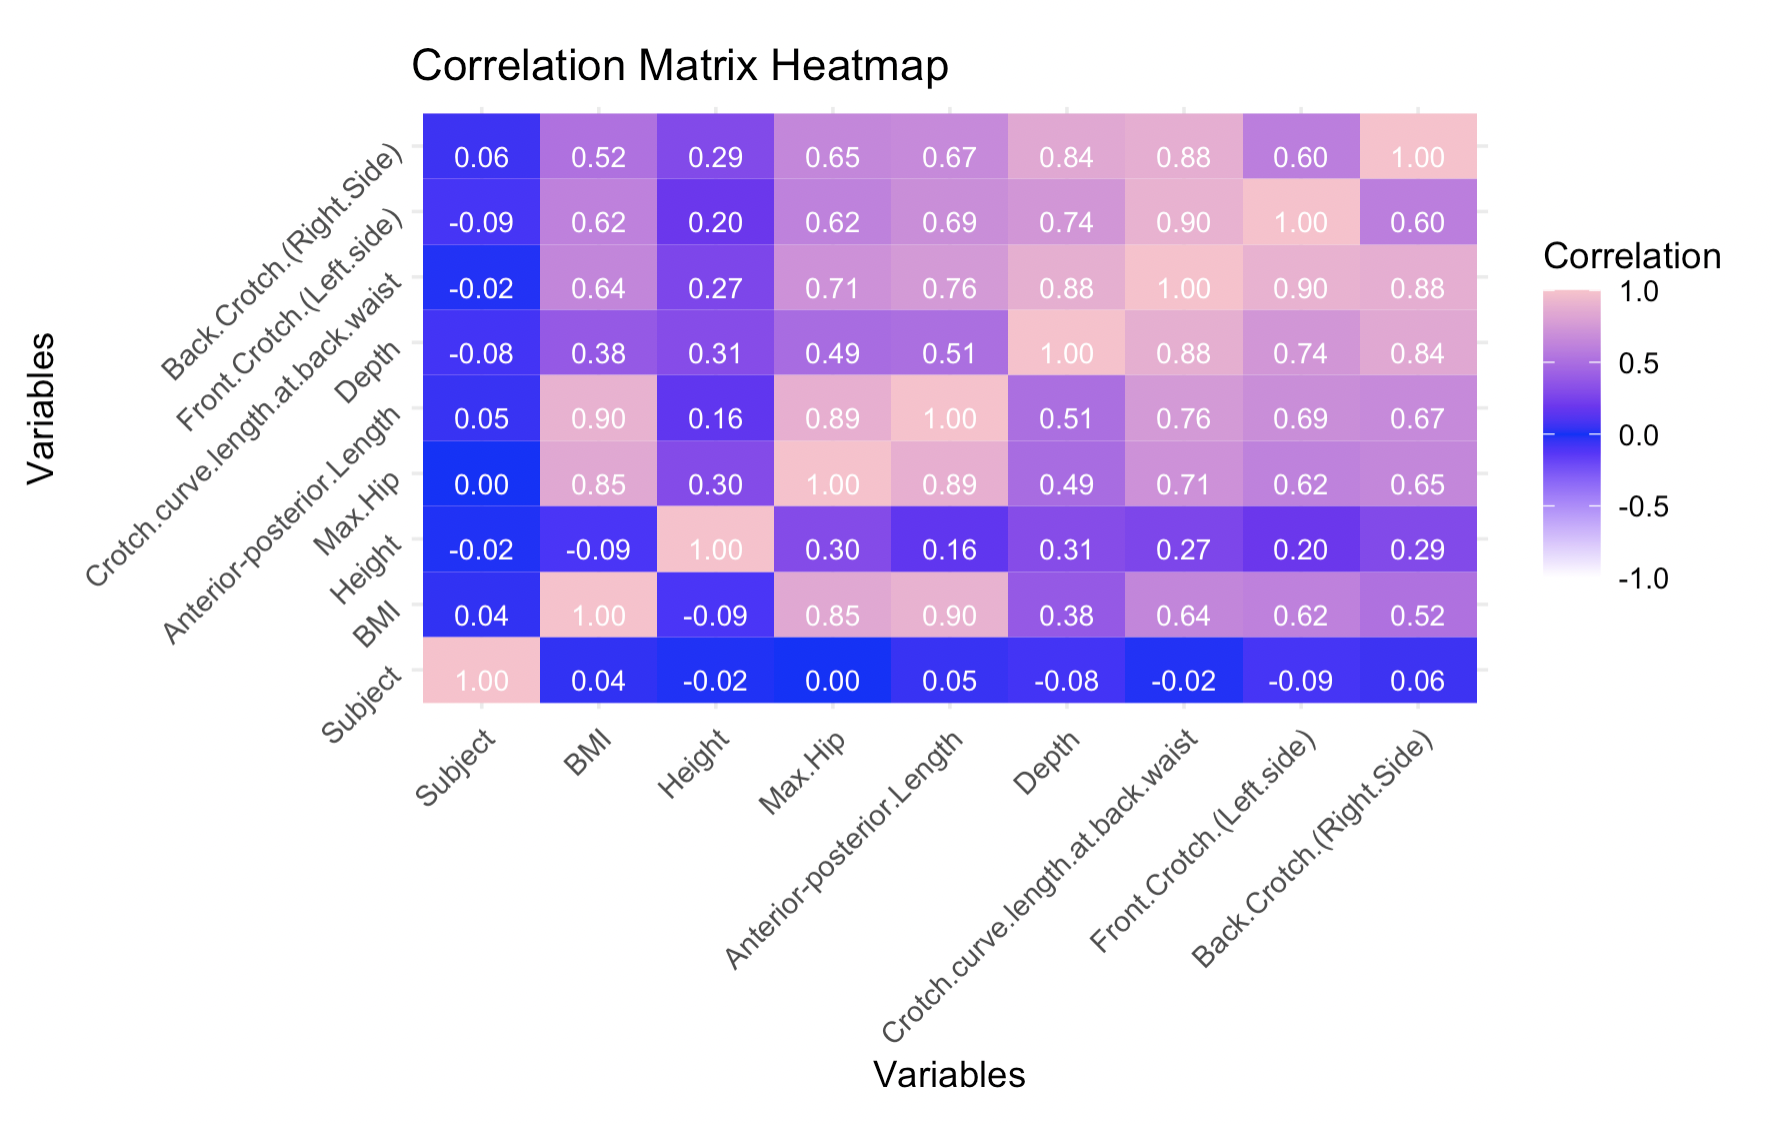 Correlation Matrix Heatmap
Variables
Back.Crotch.(Right.Side) 0.06 0.52 0.29 0.65 0.67 0.84 0.88 0.60 1.00
Front.Crotch.(Left.side) -0.09 0.62 0.20 0.62 0.69 0.74 0.90 1.00 0.60
Crotch.curve.length.at.back.waist -0.02 0.64 0.27 0.71 0.76 0.88 1.00 0.90 0.88
Depth -0.08 0.38 0.31 0.49 0.51 1.00 0.88 0.74 0.84
Anterior-posterior.Length 0.05 0.90 0.16 0.89 1.00 0.51 0.76 0.69 0.67
Max.Hip 0.00 0.85 0.30 1.00 0.89 0.49 0.71 0.62 0.65
Height -0.02 -0.09 1.00 0.30 0.16 0.31 0.27 0.20 0.29
BMI 0.04 1.00 -0.09 0.85 0.90 0.38 0.64 0.62 0.52
Subject 1.00 0.04 -0.02 0.00 0.05 -0.08 -0.02 -0.09 0.06
Subject
BMI
Height
Max.Hip
Anterior-posterior.Length
Depth
Crotch.curve.length.at.back.waist
Front.Crotch.(Left.side)
Back.Crotch.(Right.Side)
Variables
Correlation
1.0
0.5
0.0
-0.5
-1.0